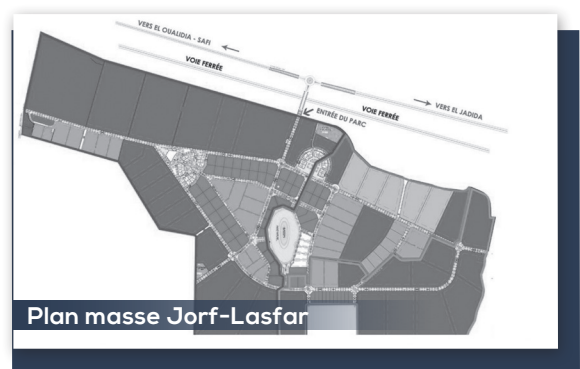 VERS EL OUALIDIA - SAFI
VOIE FERRÉE
VOIE FERRÉE
VERS EL JADIDA
ENTRÉE DU PARC
Plan masse Jorf-Lasfar